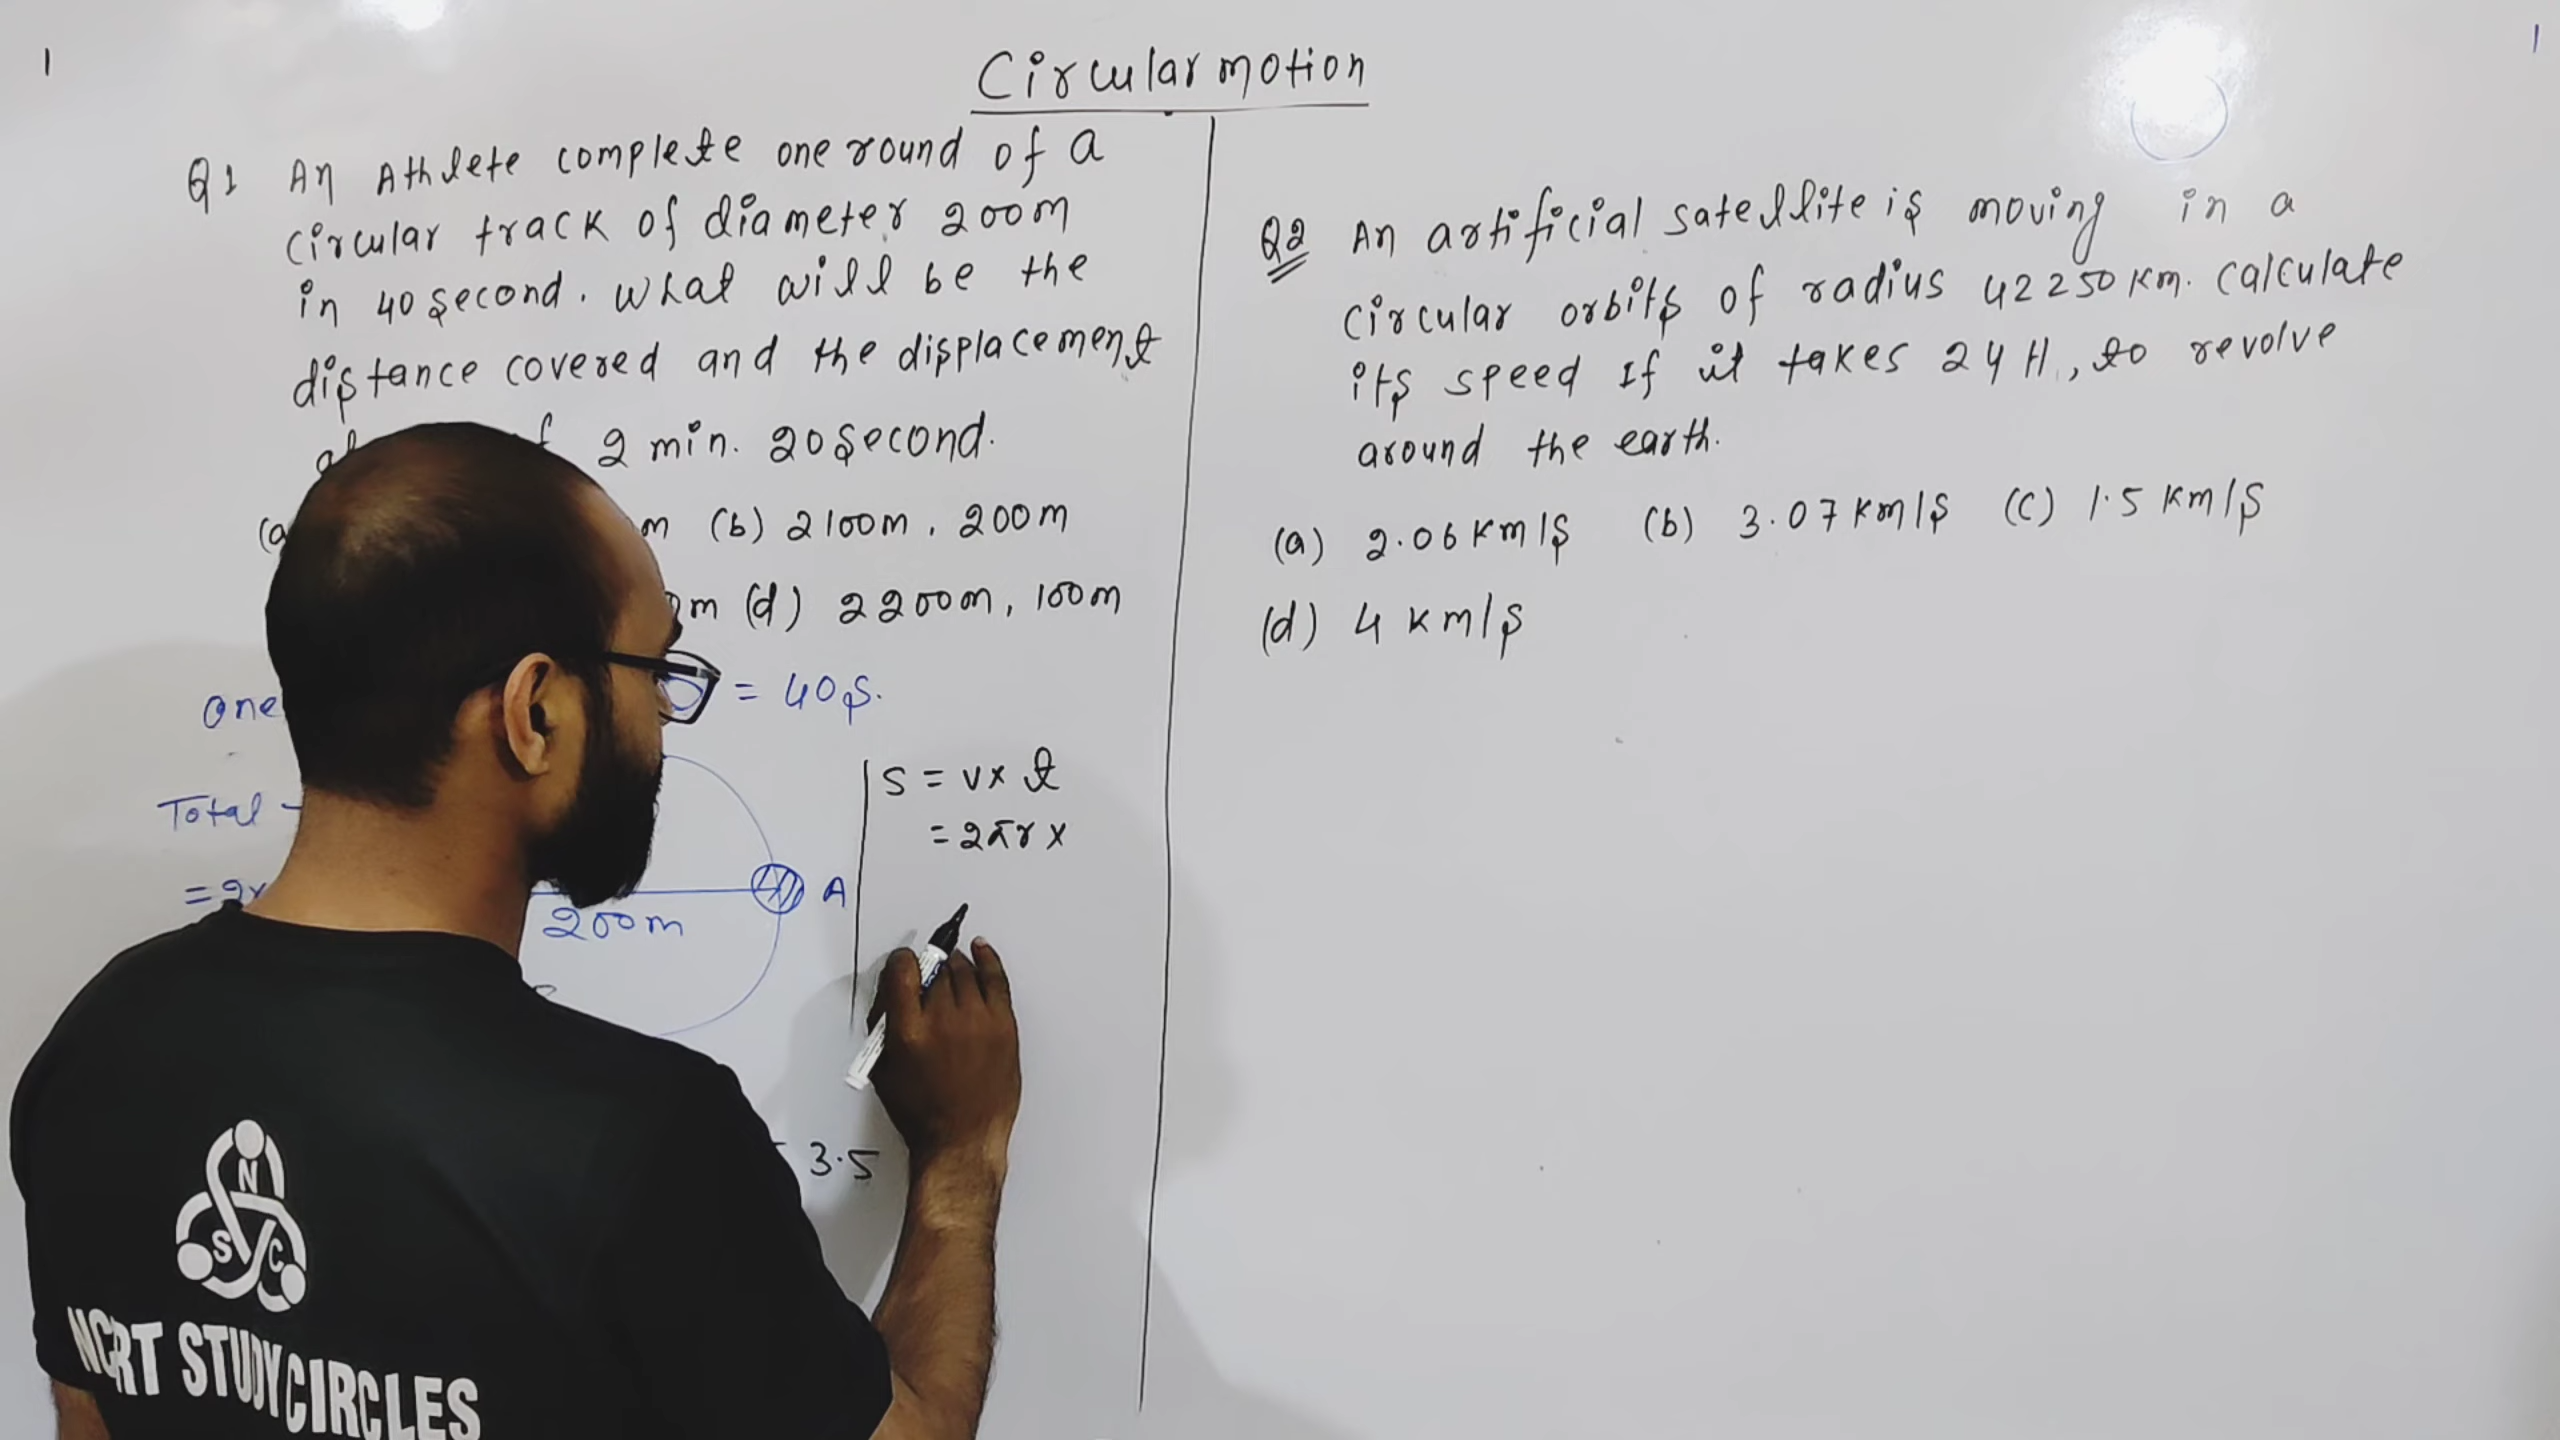 Circular motion
Q1 An Athlete complete one round of a
circular track of diameter 200m
in 40 second. what will be the
distance covered and the displacement
2 min. 20 second.
(a m (b) 2100m, 200m
m (d) 2200m, 100m
one = 40s.
Total
= 2x
200m
A
3.5
S = v x t
= 2πr x
Q2 An artificial satellite is moving in a
circular orbits of radius 42250 km. calculate
its speed If it takes 24 H, to revolve
around the earth.
(a) 2.06 km/s (b) 3.07 km/s (c) 1.5 km/s
(d) 4 km/s
N
S Y C
NCRT STUDY CIRCLES